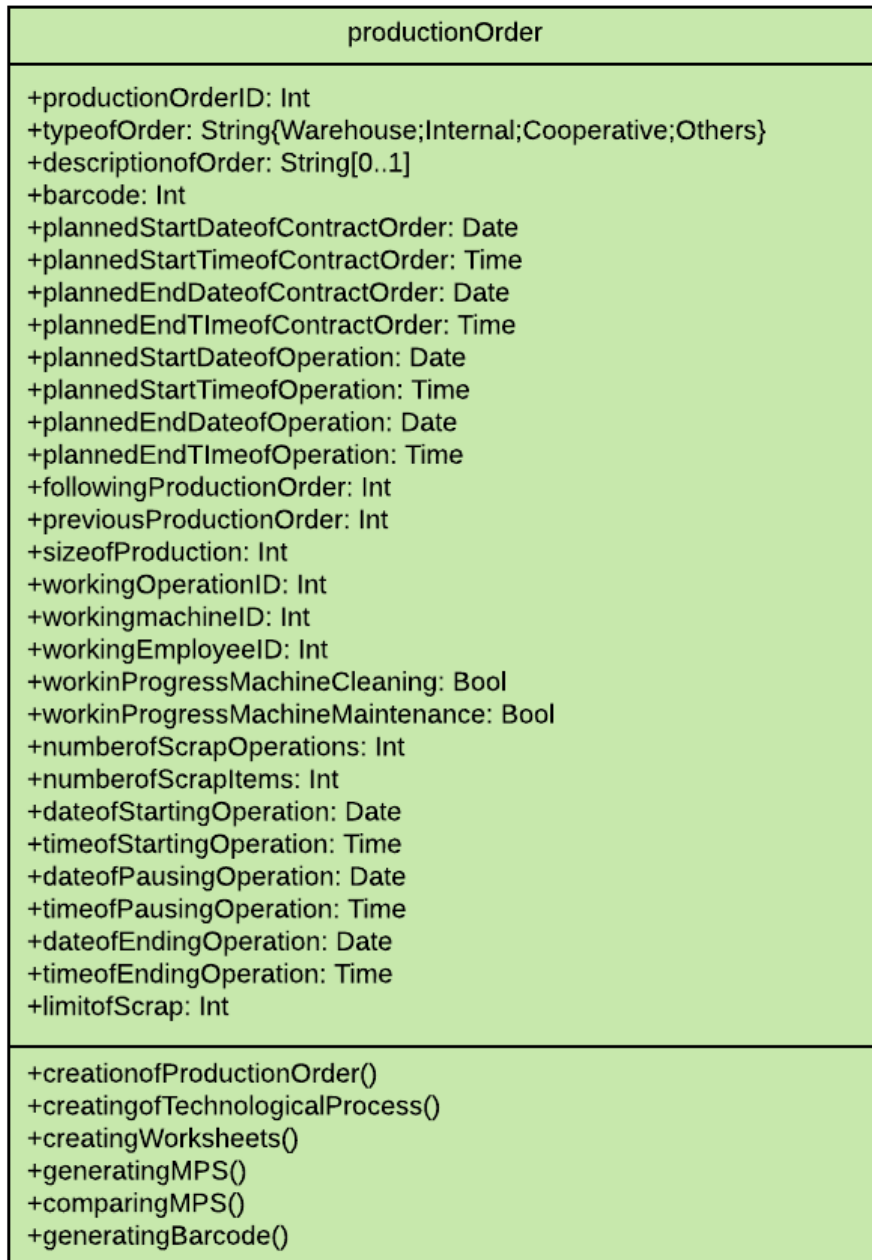 productionOrder
+productionOrderID: Int
+typeofOrder: String{Warehouse;Internal;Cooperative;Others}
+descriptionofOrder: String[0..1]
+barcode: Int
+plannedStartDateofContractOrder: Date
+plannedStartTimeofContractOrder: Time
+plannedEndDateofContractOrder: Date
+plannedEndTImeofContractOrder: Time
+plannedStartDateofOperation: Date
+plannedStartTimeofOperation: Time
+plannedEndDateofOperation: Date
+plannedEndTImeofOperation: Time
+followingProductionOrder: Int
+previousProductionOrder: Int
+sizeofProduction: Int
+workingOperationID: Int
+workingmachineID: Int
+workingEmployeeID: Int
+workinProgressMachineCleaning: Bool
+workinProgressMachineMaintenance: Bool
+numberofScrapOperations: Int
+numberofScrapItems: Int
+dateofStartingOperation: Date
+timeofStartingOperation: Time
+dateofPausingOperation: Date
+timeofPausingOperation: Time
+dateofEndingOperation: Date
+timeofEndingOperation: Time
+limitofScrap: Int
+creationofProductionOrder()
+creatingofTechnologicalProcess()
+creatingWorksheets()
+generatingMPS()
+comparingMPS()
+generatingBarcode()